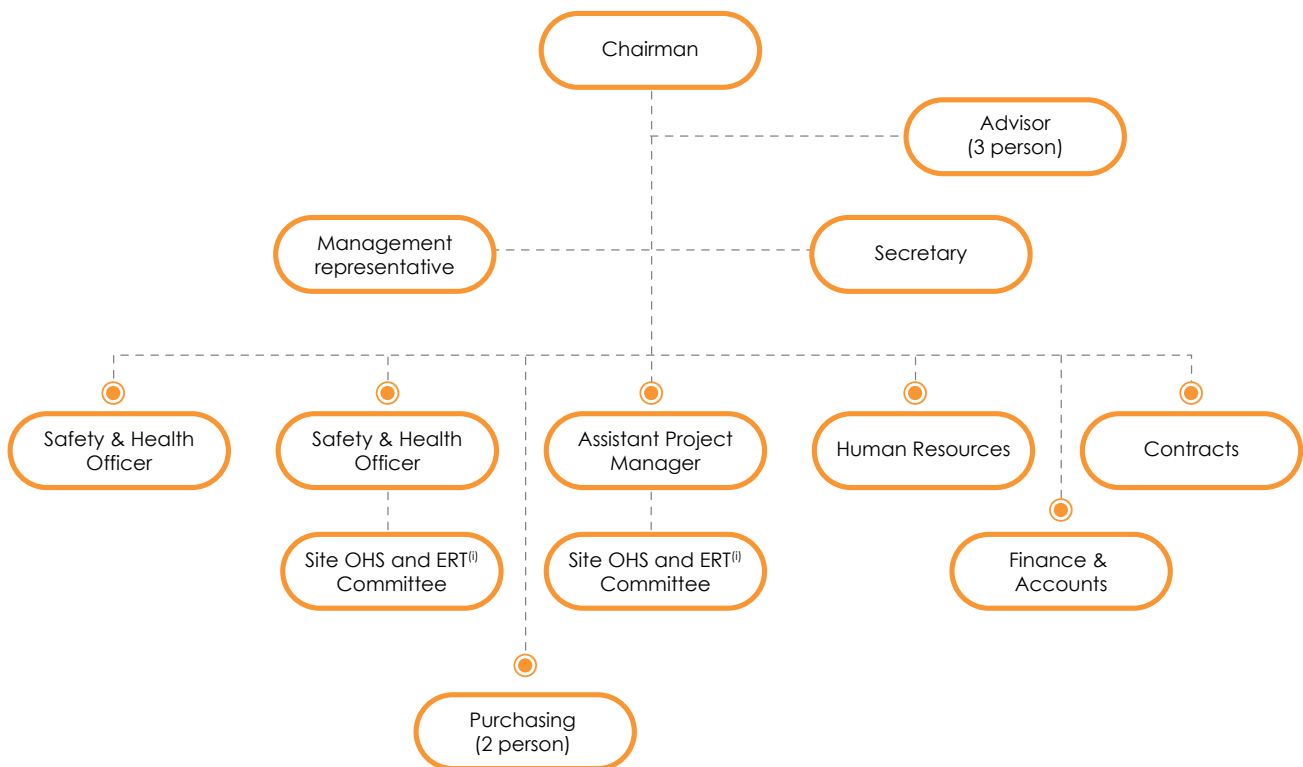 Chairman
Advisor
(3 person)
Management
representative
Secretary
Safety & Health
Officer
Safety & Health
Officer
Assistant Project
Manager
Human Resources
Contracts
Site OHS and ERT(i)
Committee
Site OHS and ERT(i)
Committee
Finance &
Accounts
Purchasing
(2 person)